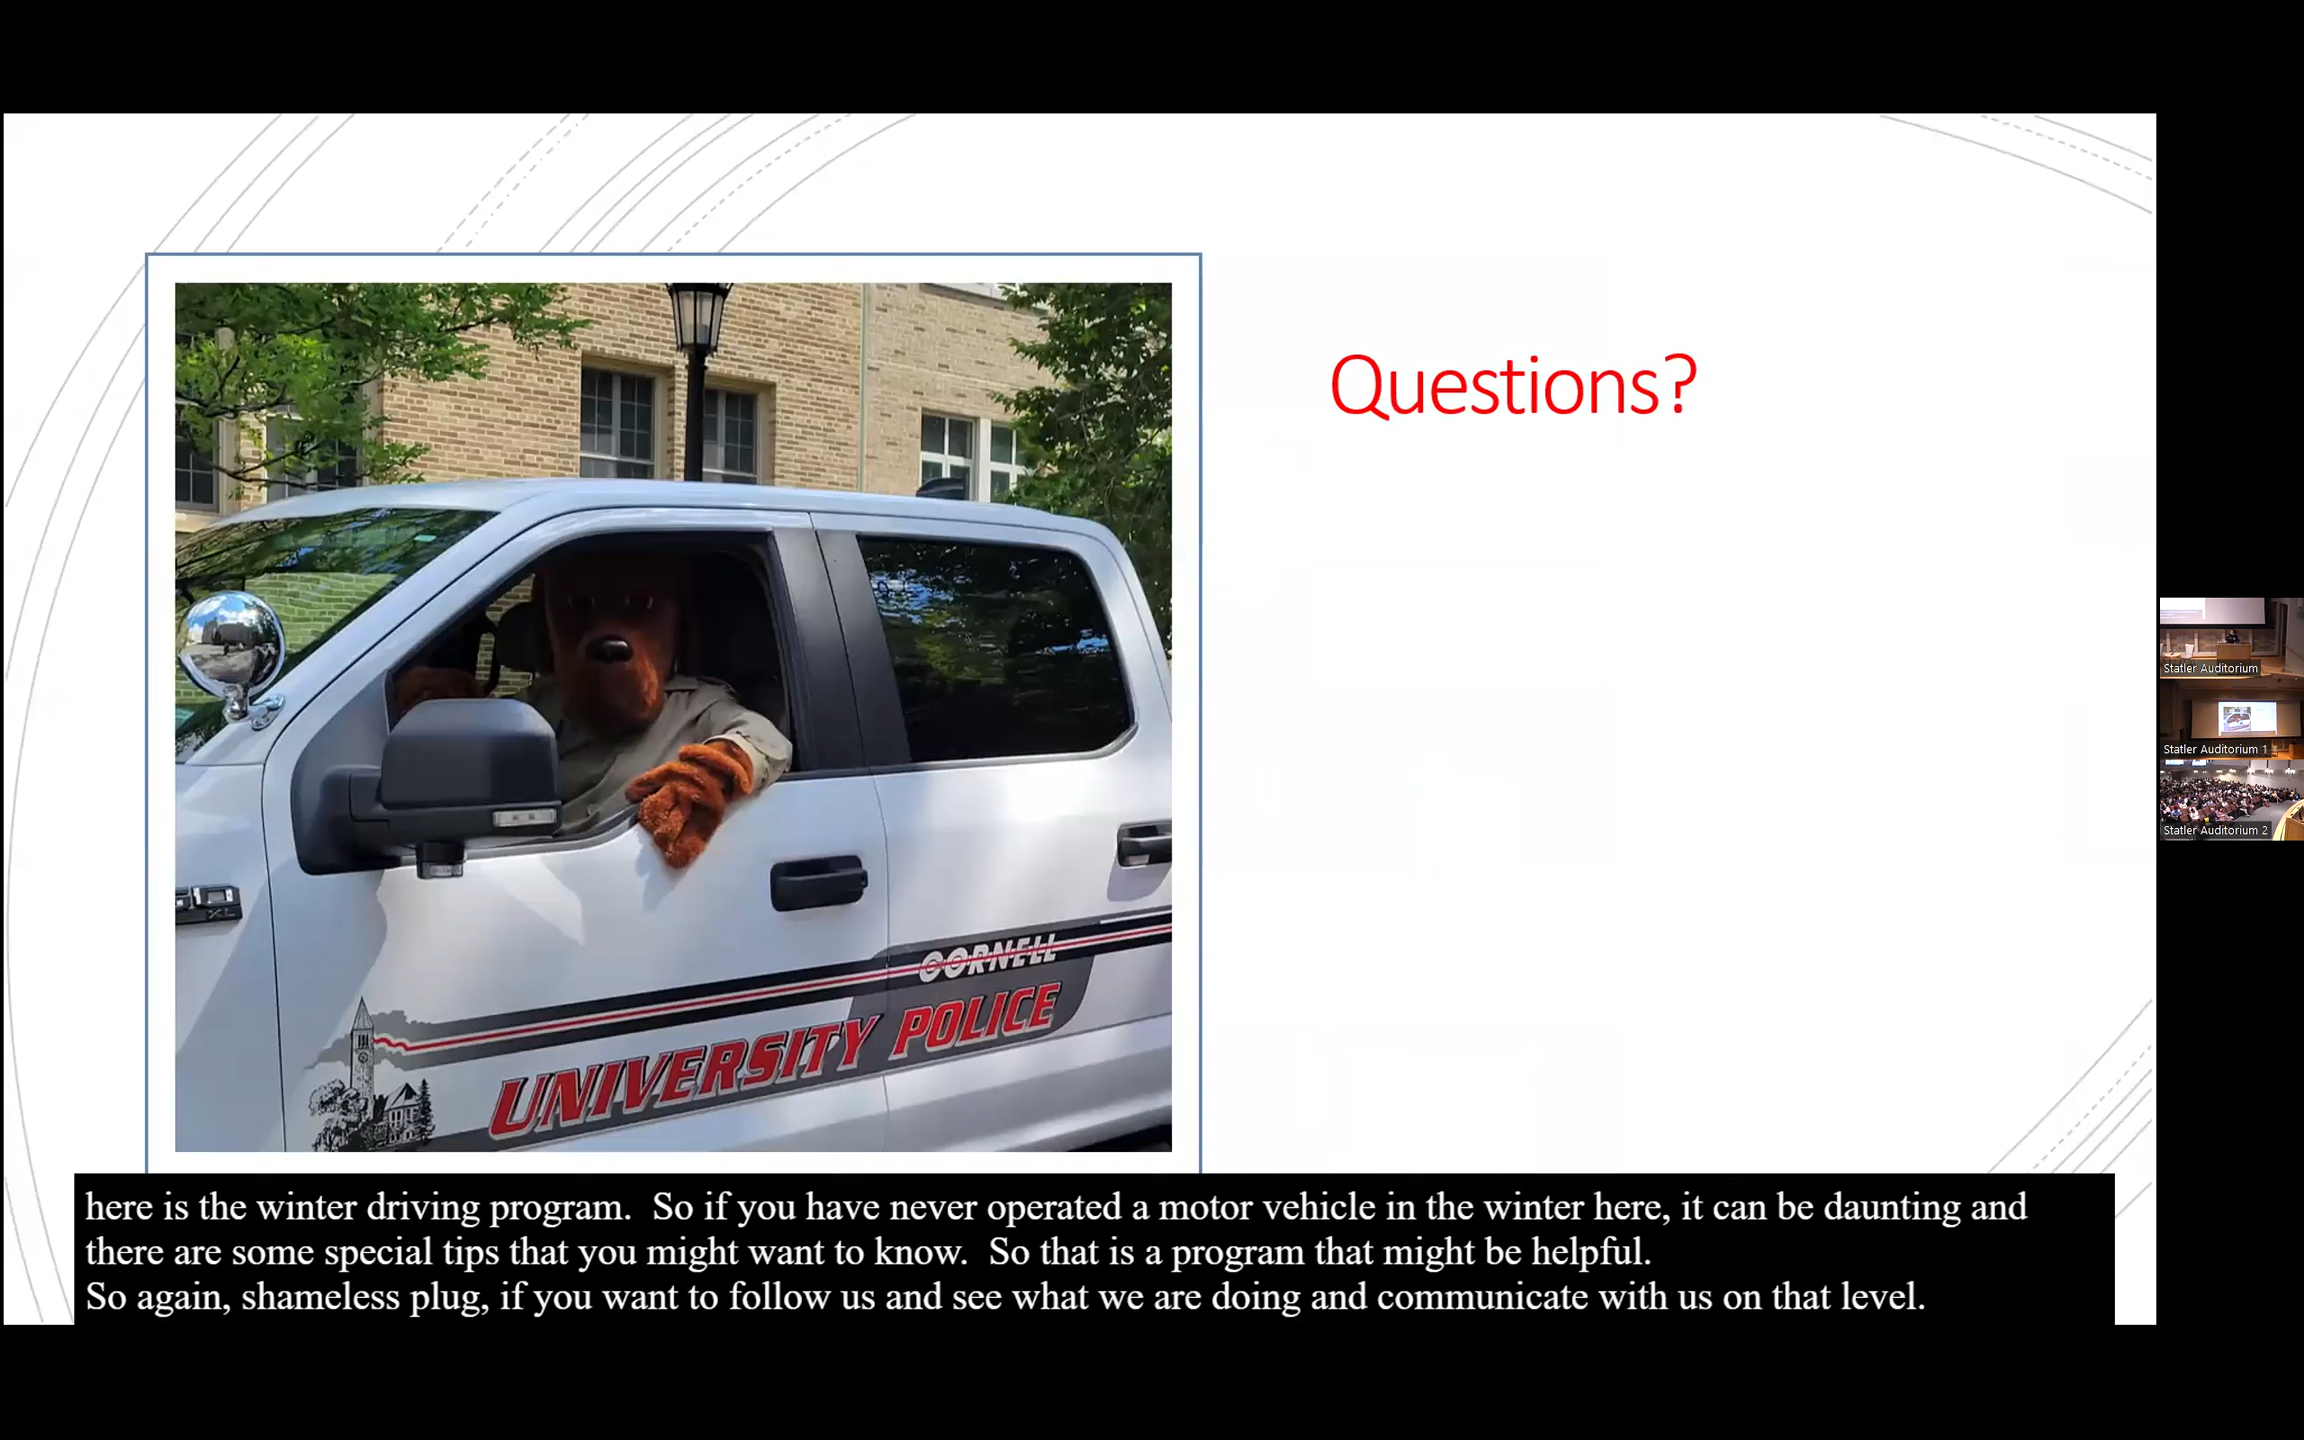 Questions?
XL
CORNELL
UNIVERSITY POLICE
Statler Auditorium
Statler Auditorium 1
Statler Auditorium 2
here is the winter driving program.  So if you have never operated a motor vehicle in the winter here, it can be daunting and
there are some special tips that you might want to know.  So that is a program that might be helpful.
So again, shameless plug, if you want to follow us and see what we are doing and communicate with us on that level.